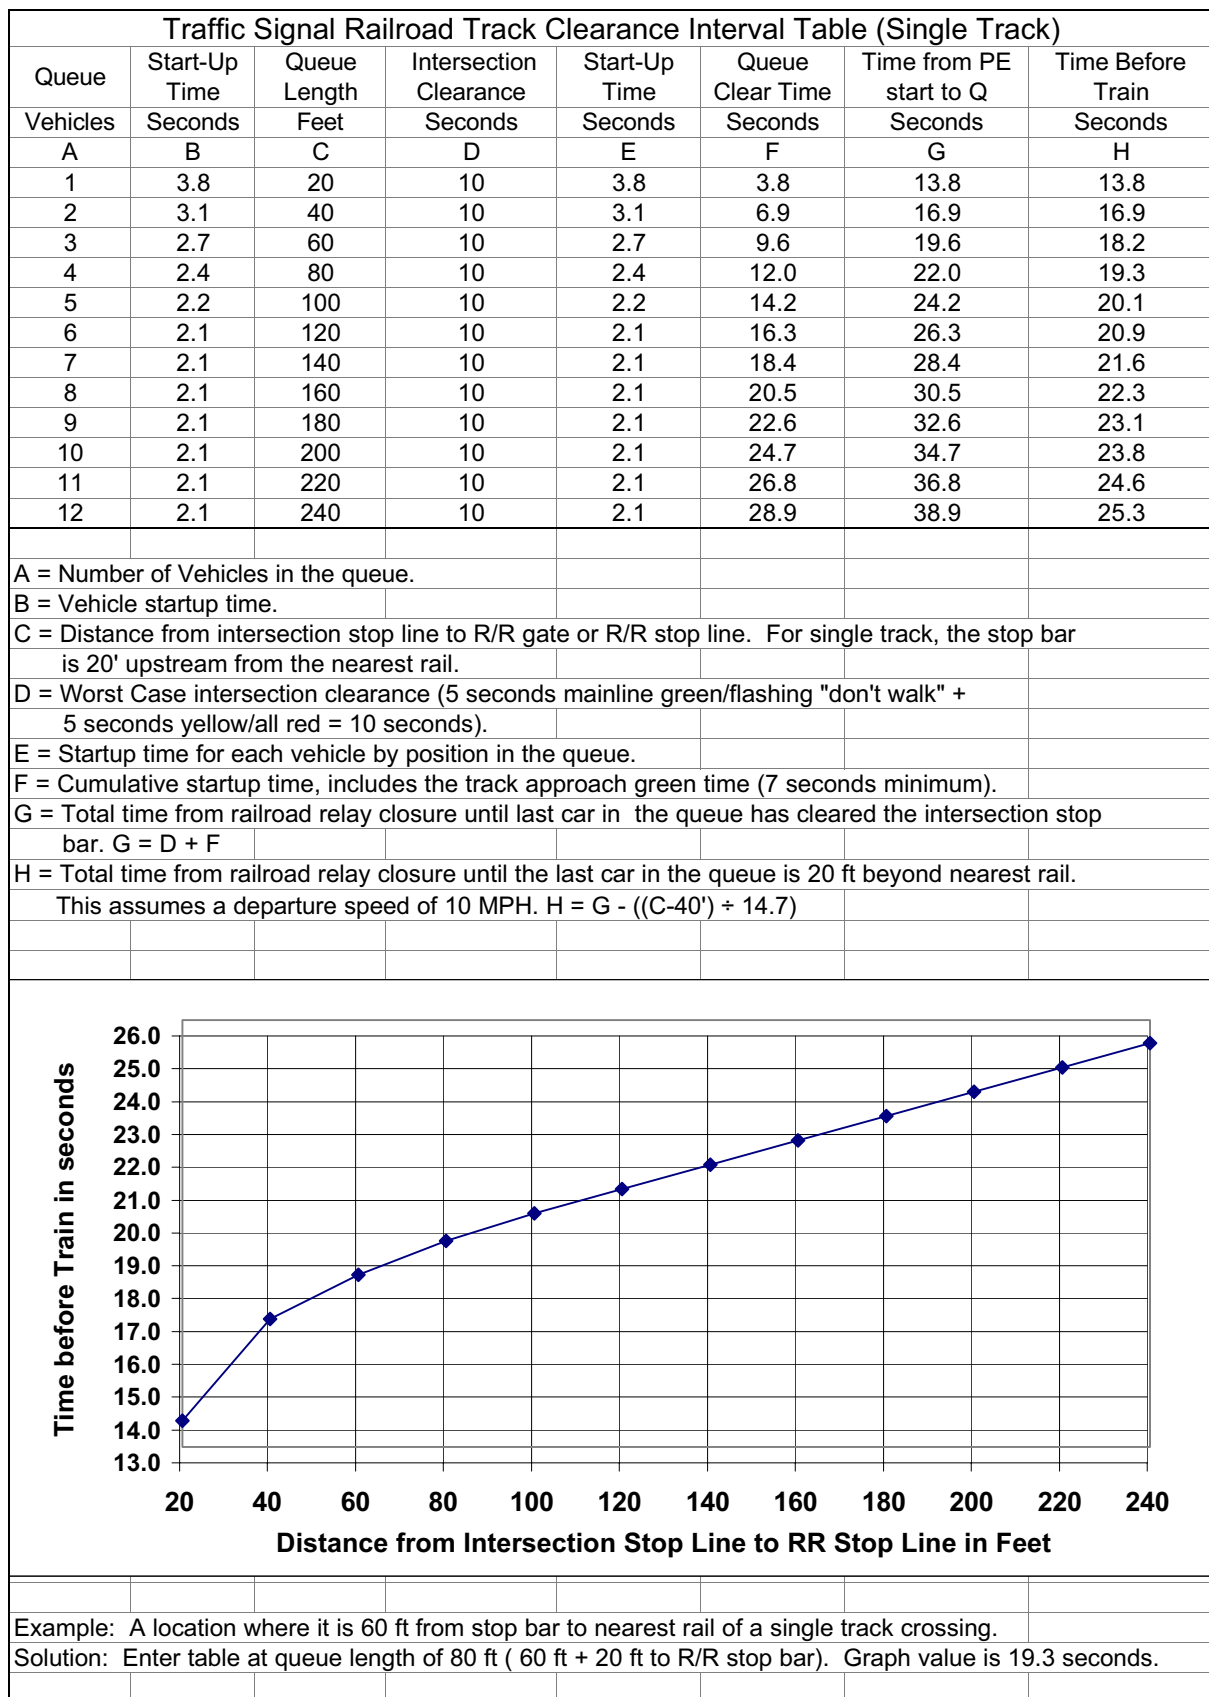 Traffic Signal Railroad Track Clearance Interval Table (Single Track)
Queue Start-Up Time Queue Length Intersection Clearance Start-Up Time Queue Clear Time Time from PE start to Q Time Before Train
Vehicles Seconds Feet Seconds Seconds Seconds Seconds Seconds
A B C D E F G H
1 3.8 20 10 3.8 3.8 13.8 13.8
2 3.1 40 10 3.1 6.9 16.9 16.9
3 2.7 60 10 2.7 9.6 19.6 18.2
4 2.4 80 10 2.4 12.0 22.0 19.3
5 2.2 100 10 2.2 14.2 24.2 20.1
6 2.1 120 10 2.1 16.3 26.3 20.9
7 2.1 140 10 2.1 18.4 28.4 21.6
8 2.1 160 10 2.1 20.5 30.5 22.3
9 2.1 180 10 2.1 22.6 32.6 23.1
10 2.1 200 10 2.1 24.7 34.7 23.8
11 2.1 220 10 2.1 26.8 36.8 24.6
12 2.1 240 10 2.1 28.9 38.9 25.3
A = Number of Vehicles in the queue.
B = Vehicle startup time.
C = Distance from intersection stop line to R/R gate or R/R stop line. For single track, the stop bar
is 20' upstream from the nearest rail.
D = Worst Case intersection clearance (5 seconds mainline green/flashing "don't walk" +
5 seconds yellow/all red = 10 seconds).
E = Startup time for each vehicle by position in the queue.
F = Cumulative startup time, includes the track approach green time (7 seconds minimum).
G = Total time from railroad relay closure until last car in the queue has cleared the intersection stop
bar. G = D + F
H = Total time from railroad relay closure until the last car in the queue is 20 ft beyond nearest rail.
This assumes a departure speed of 10 MPH. H = G - ((C-40') ÷ 14.7)
Time before Train in seconds
26.0
25.0
24.0
23.0
22.0
21.0
20.0
19.0
18.0
17.0
16.0
15.0
14.0
13.0
20 40 60 80 100 120 140 160 180 200 220 240
Distance from Intersection Stop Line to RR Stop Line in Feet
Example: A location where it is 60 ft from stop bar to nearest rail of a single track crossing.
Solution: Enter table at queue length of 80 ft ( 60 ft + 20 ft to R/R stop bar). Graph value is 19.3 seconds.